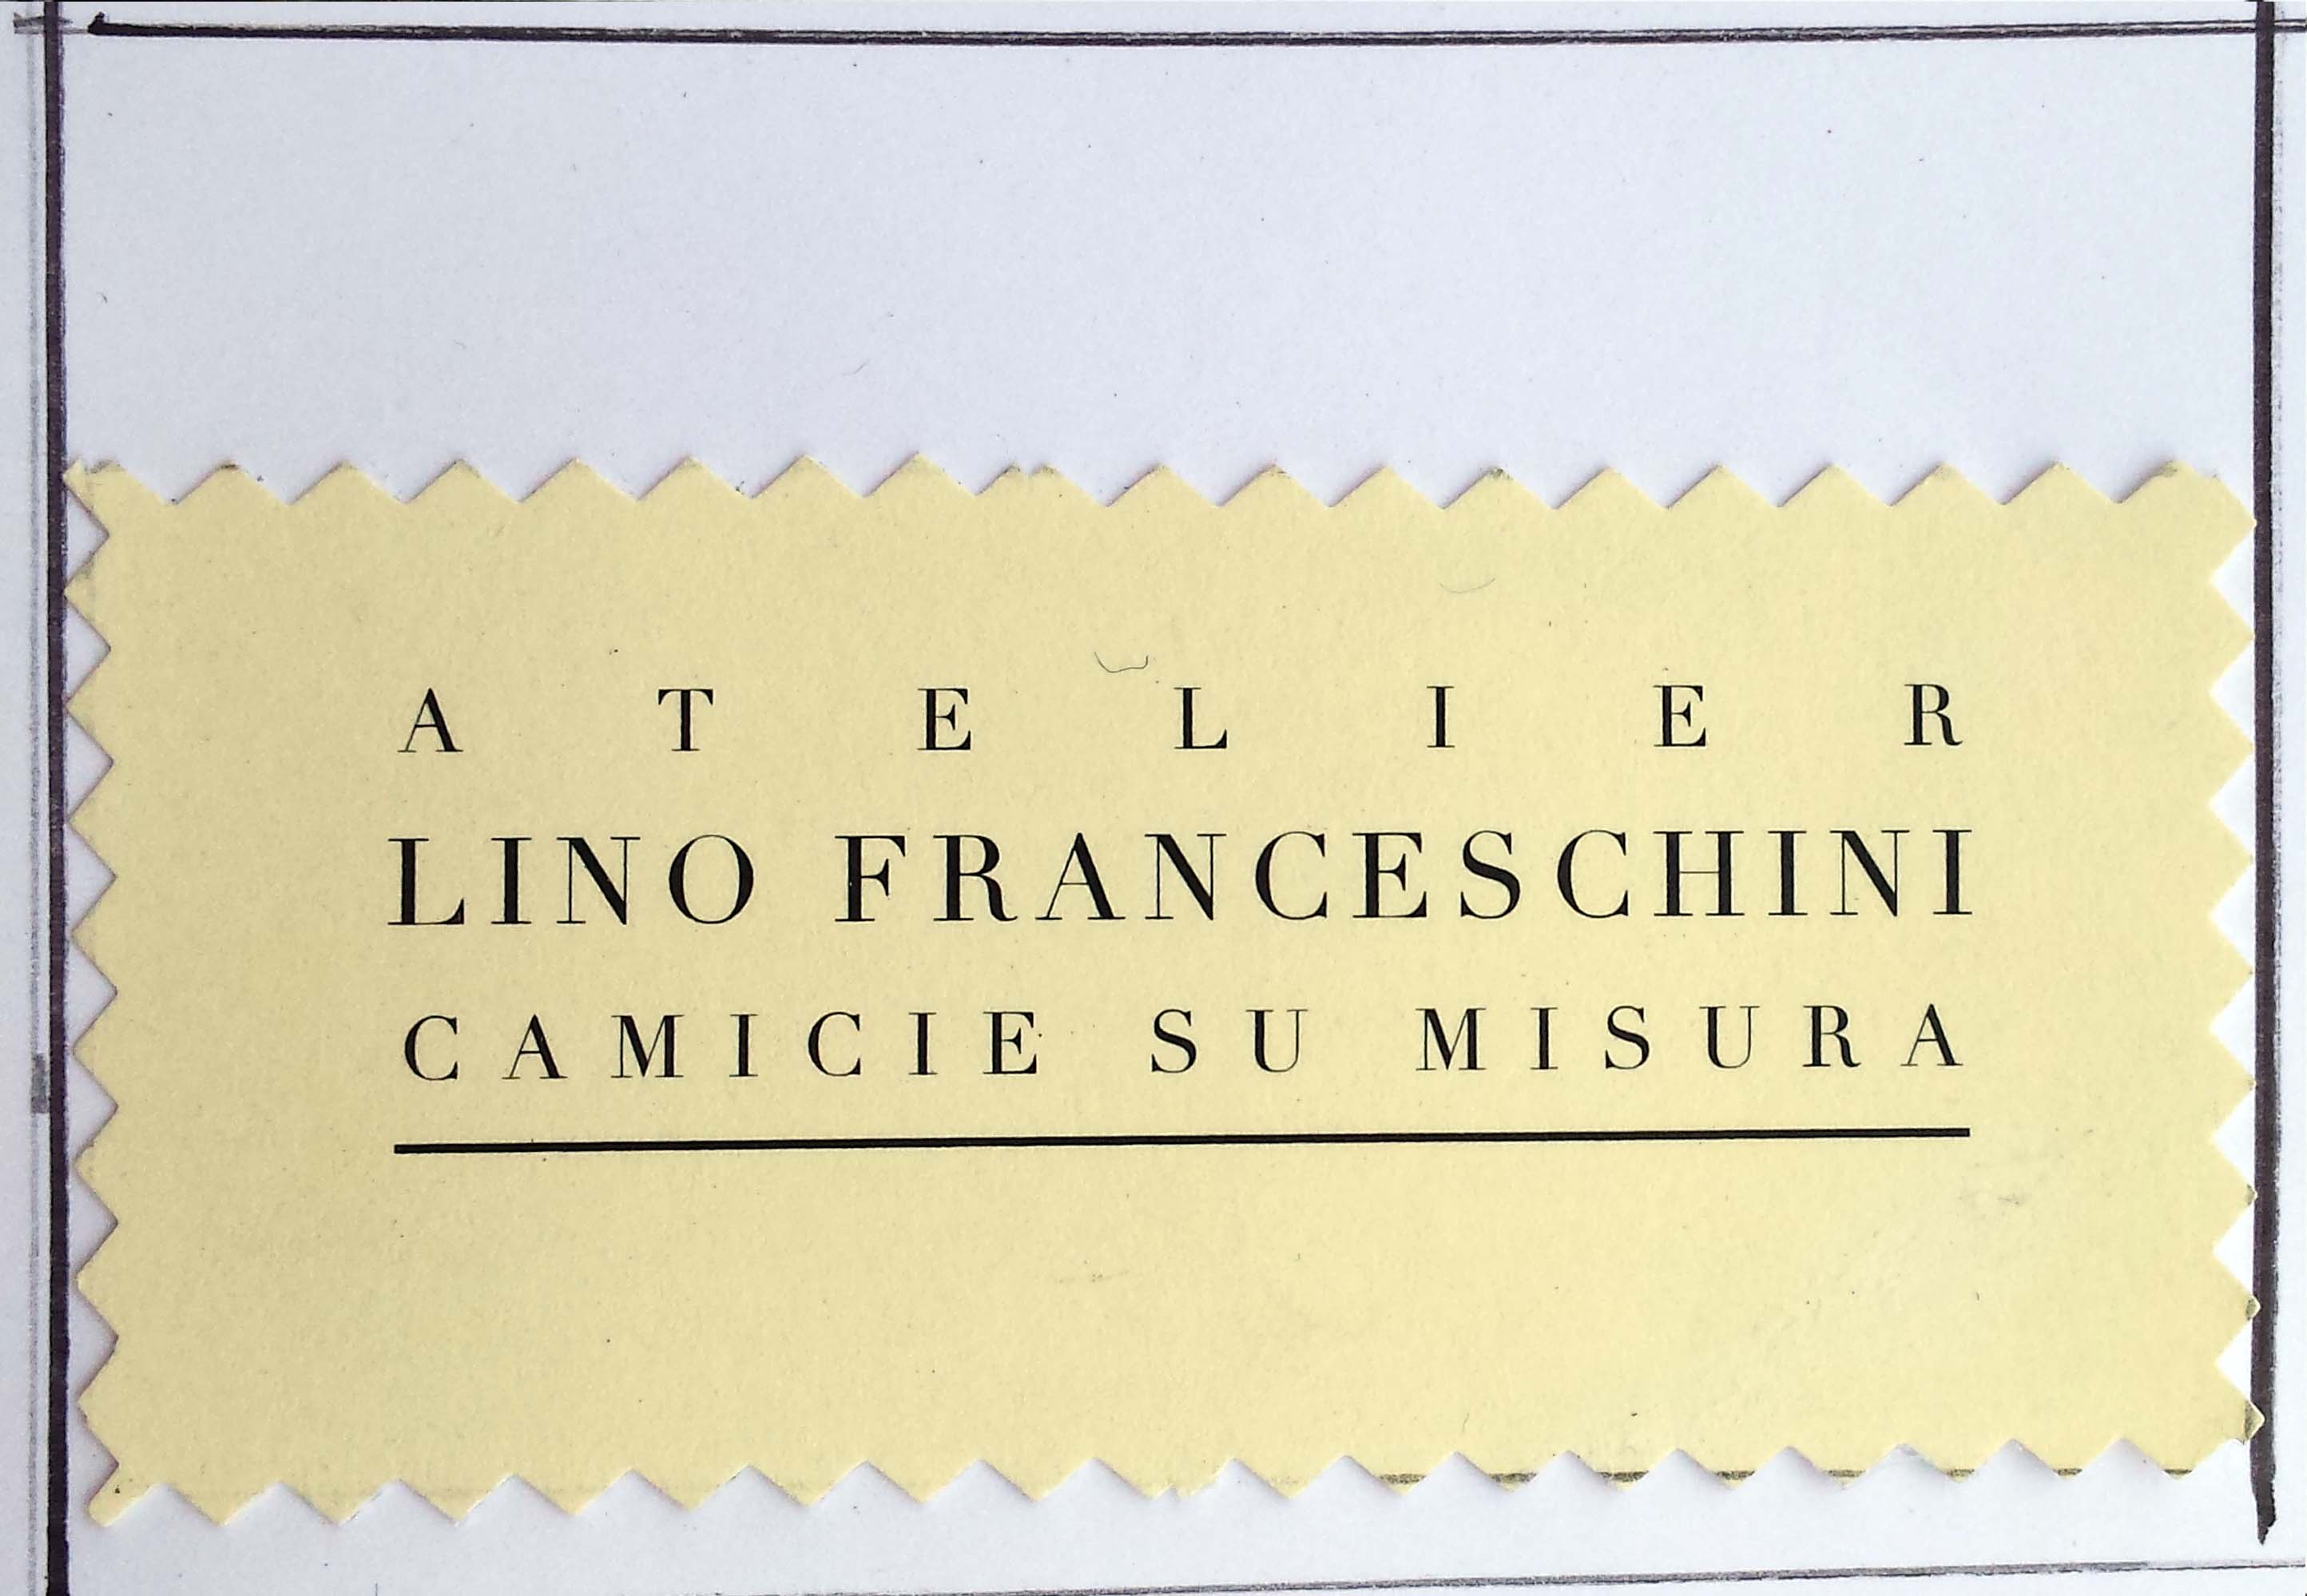 ATELIER
LINO FRANCESCHINI
CAMICIE SU MISURA